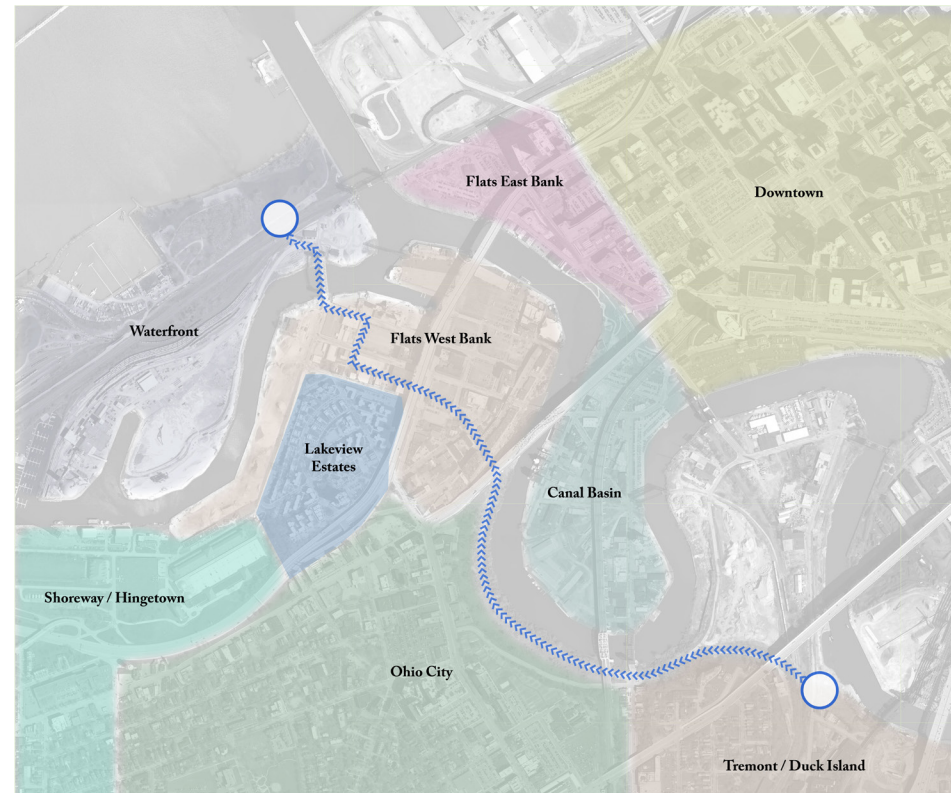 Flats East Bank
Downtown
Waterfront
Flats West Bank
Lakeview
Estates
Canal Basin
Shoreway / Hingetown
Ohio City
Tremont / Duck Island